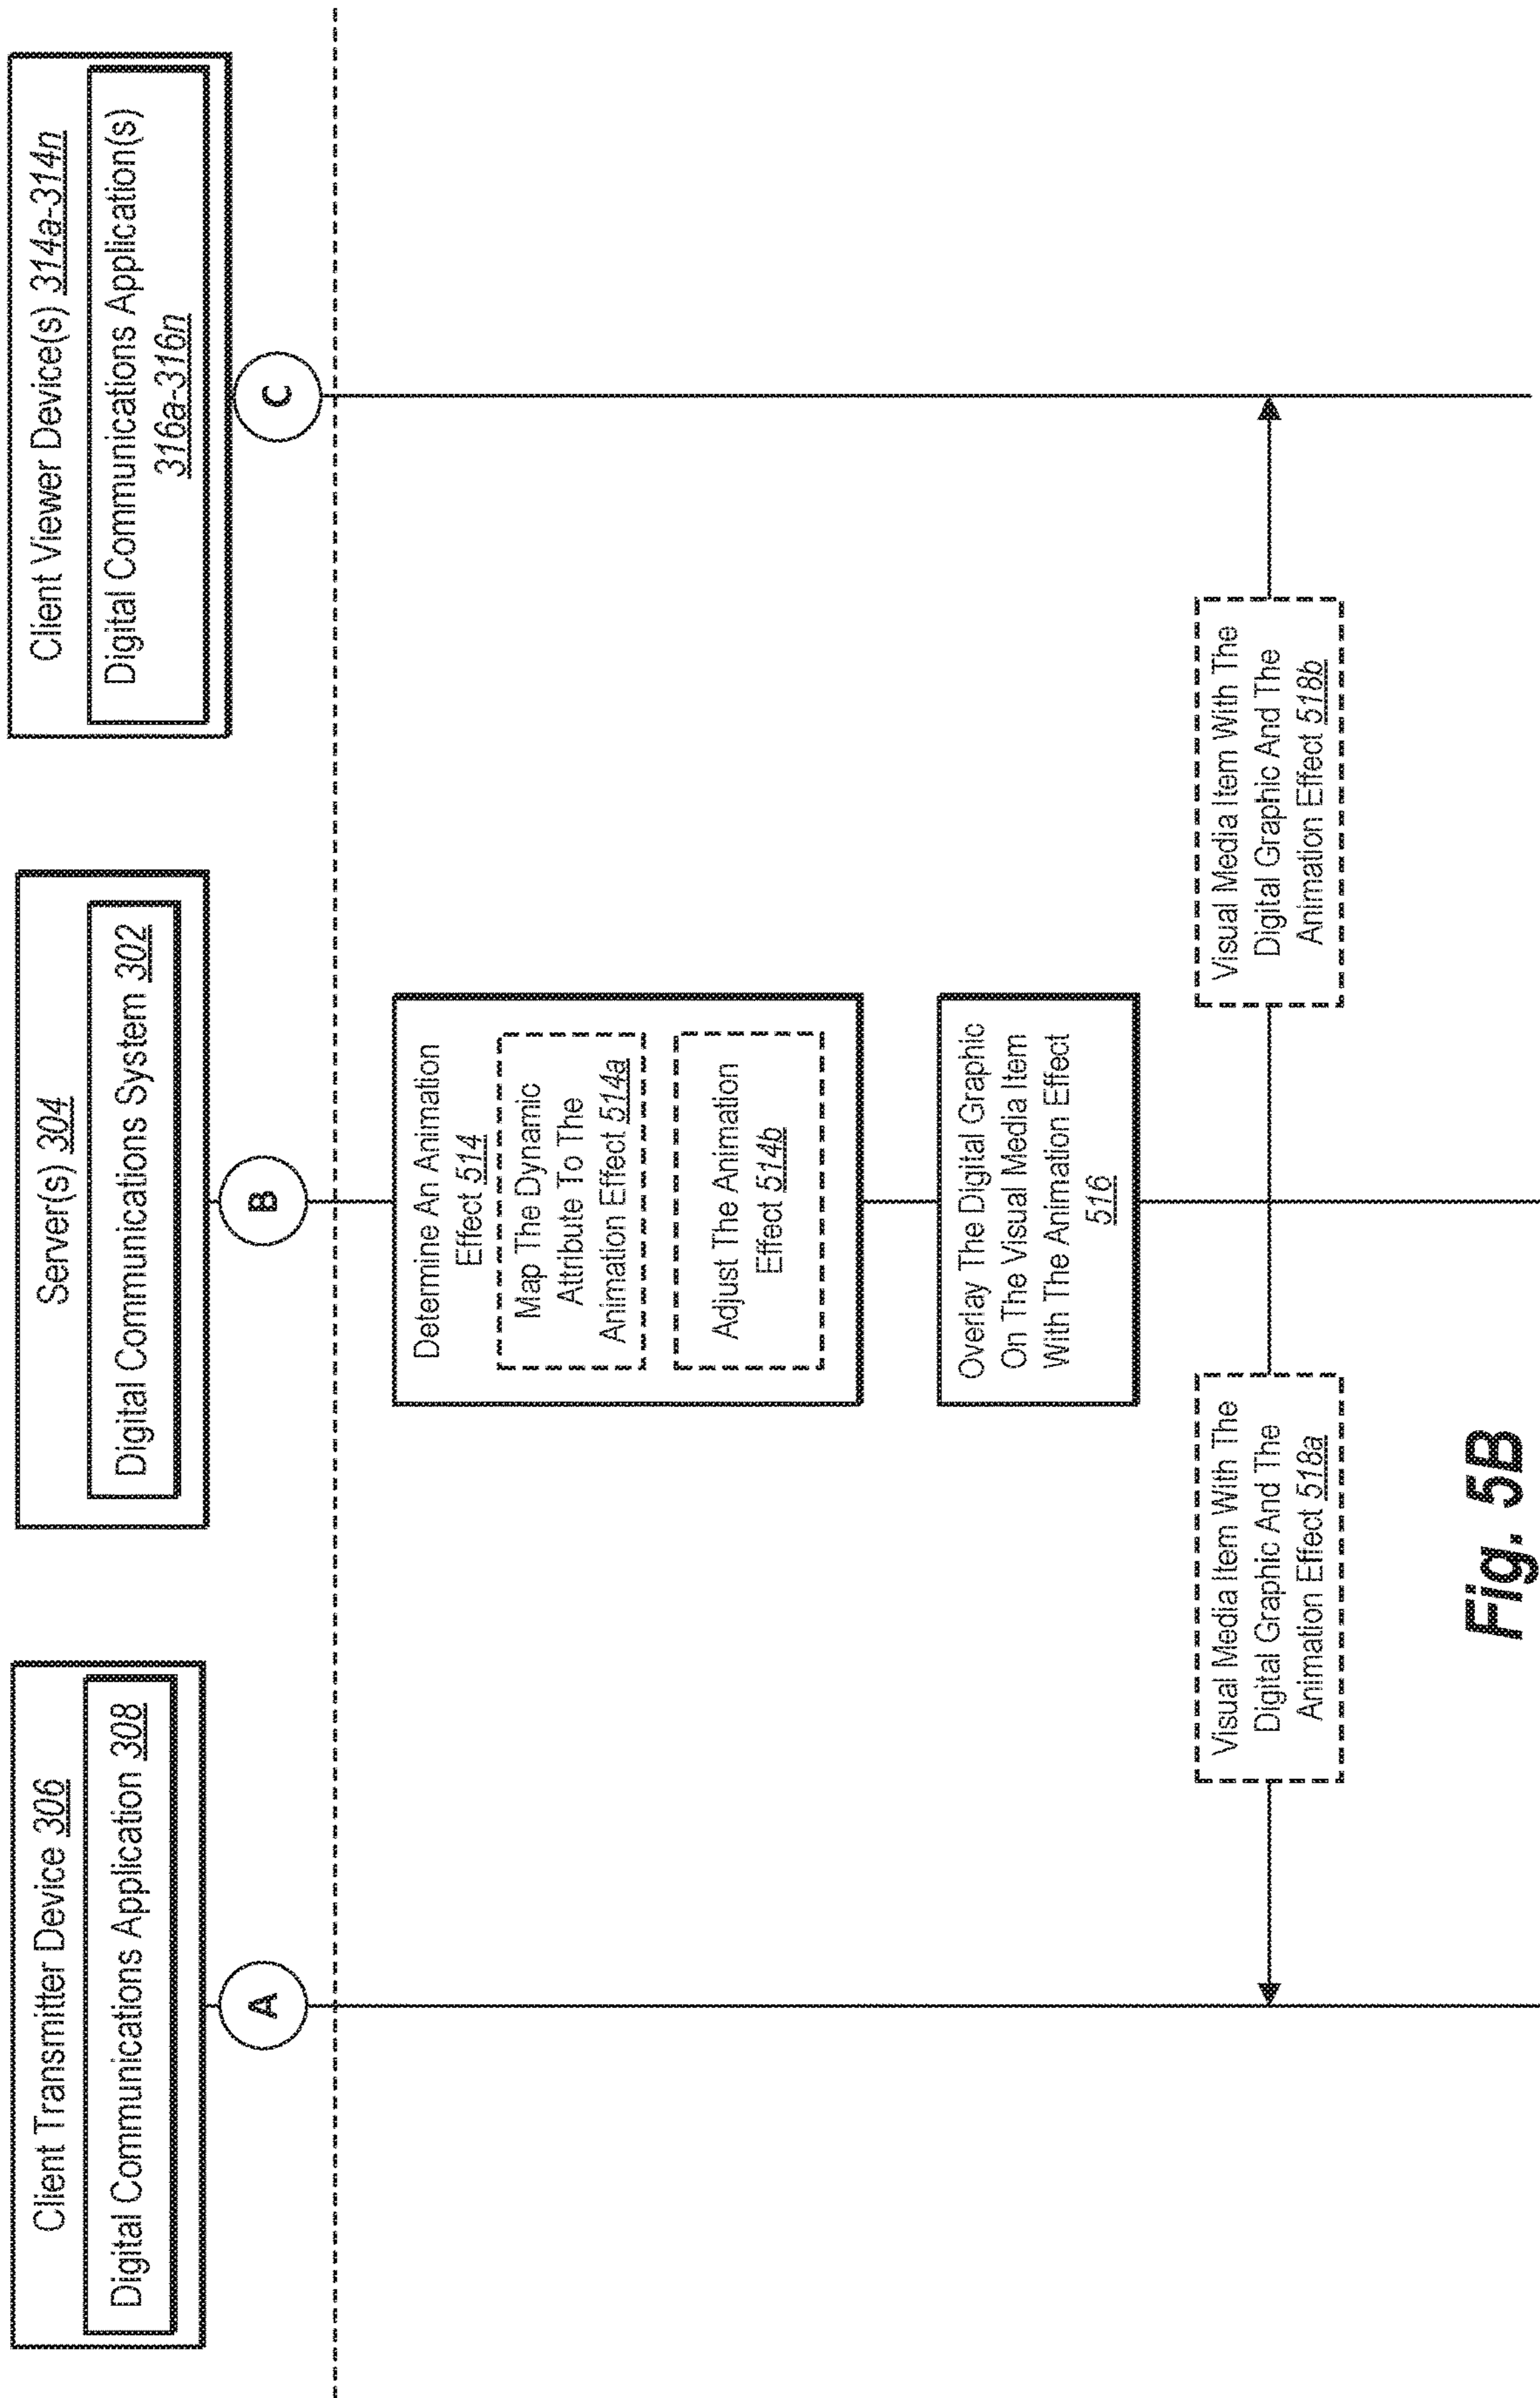 Client Transmitter Device 306
Digital Communications Application 308
A
Server(s) 304
Digital Communications System 302
B
Client Viewer Device(s) 314a-314n
Digital Communications Application(s)
316a-316n
C
Determine An Animation
Effect 514
Map The Dynamic
Attribute To The
Animation Effect 514a
Adjust The Animation
Effect 514b
Overlay The Digital Graphic
On The Visual Media Item
With The Animation Effect
516
Visual Media Item With The
Digital Graphic And The
Animation Effect 518a
Visual Media Item With The
Digital Graphic And The
Animation Effect 518b
Fig. 5B